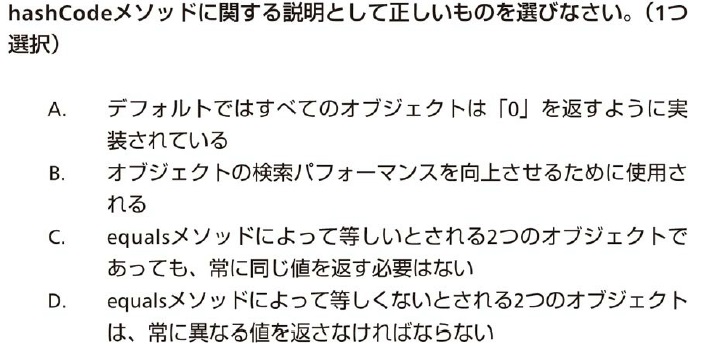 hashCodeメソッドに関する説明として正しいものを選びなさい。（1つ
選択）
A. デフォルトではすべてのオブジェクトは「0」を返すように実
装されている
B. オブジェクトの検索パフォーマンスを向上させるために使用さ
れる
C. equalsメソッドによって等しいとされる2つのオブジェクトで
あっても、常に同じ値を返す必要はない
D. equalsメソッドによって等しくないとされる2つのオブジェクト
は、常に異なる値を返さなければならない